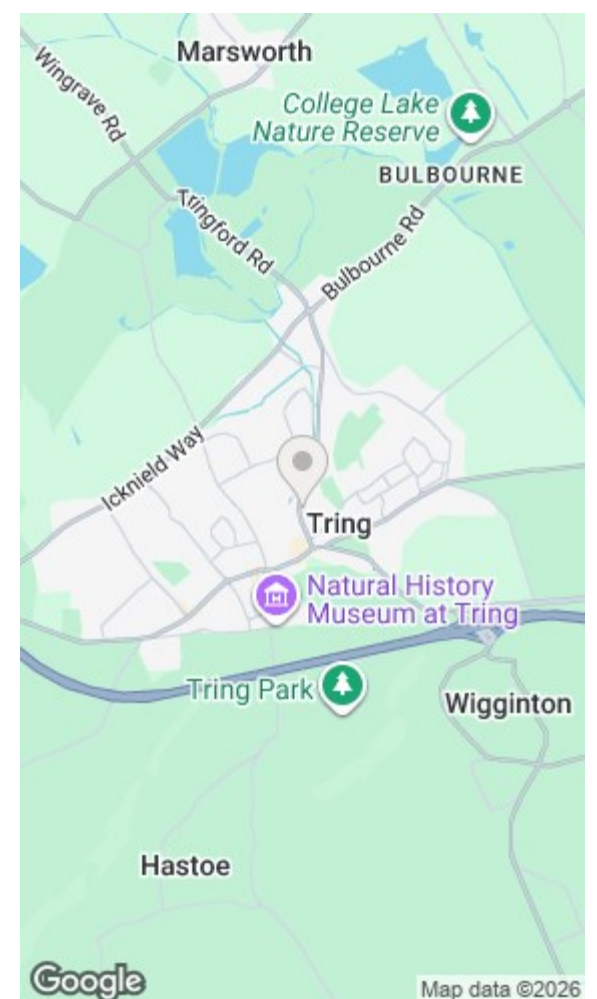 Marsworth
Wingrave Rd
College Lake
Nature Reserve
BULBOURNE
Tringford Rd
Bulbourne Rd
Icknield Way
Tring
Natural History
Museum at Tring
Tring Park
Wigginton
Hastoe
Google
Map data ©2026